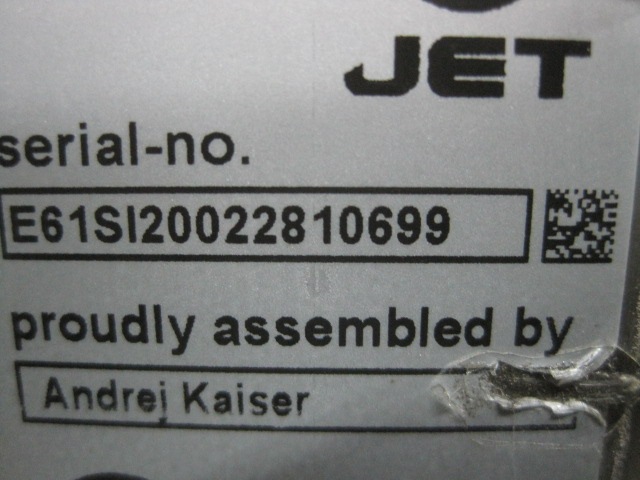 JET
serial-no.
E61SI20022810699
proudly assembled by
Andrej Kaiser